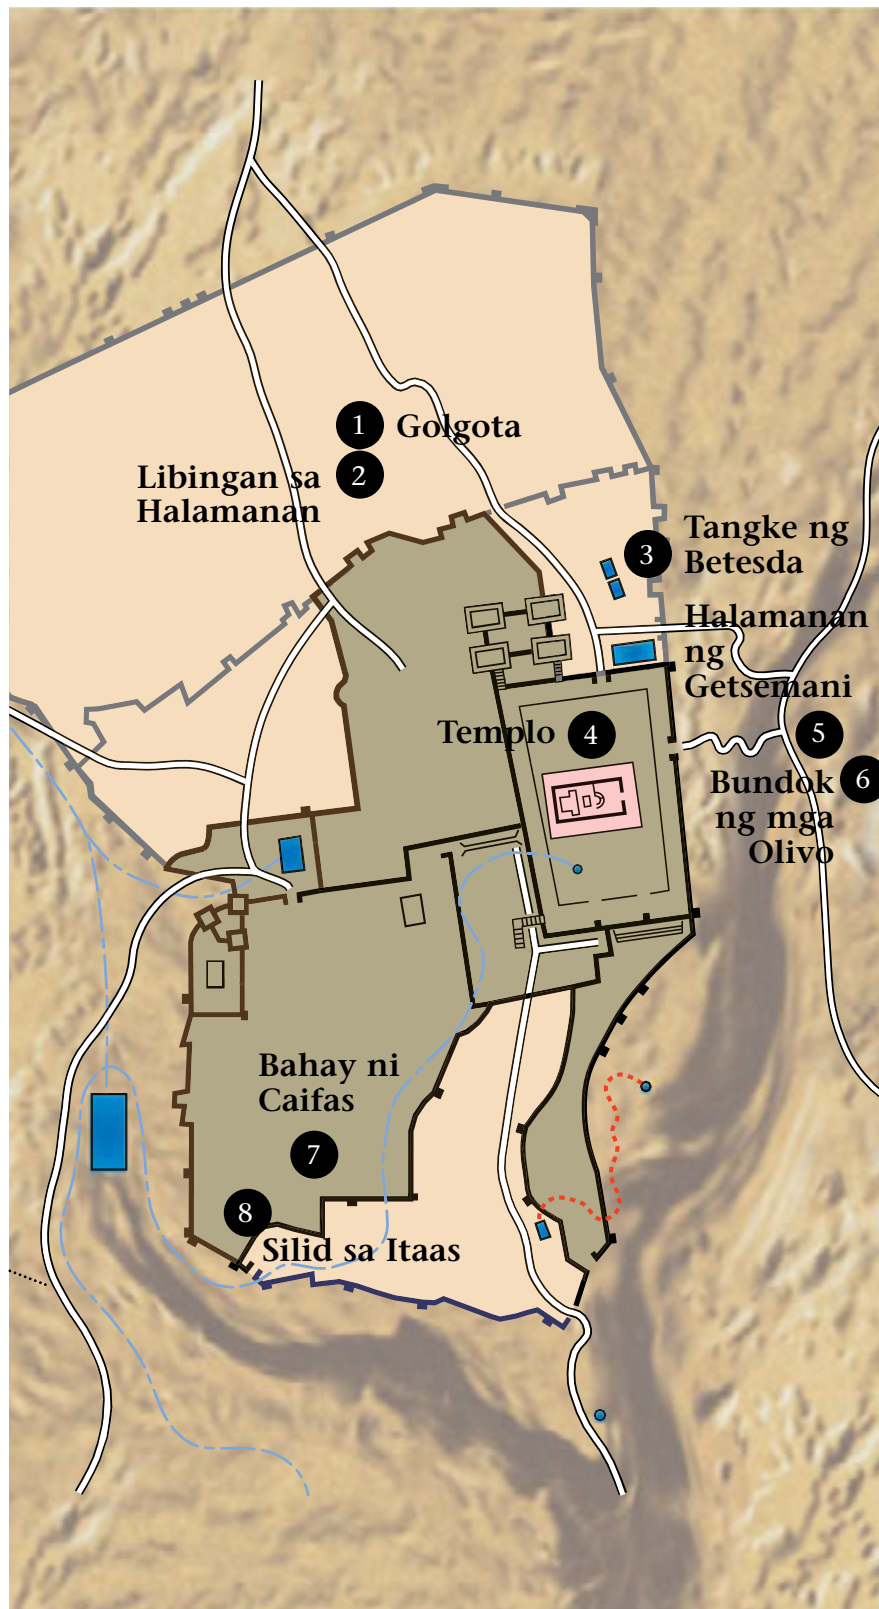 1 Golgota
2 Libingan sa
Halamanan
3 Tangke ng
Betesda
Halamanan
ng
Getsemani
Templo 4
5
Bundok 6
ng mga
Olivo
Bahay ni
Caifas
7
8
Silid sa Itaas